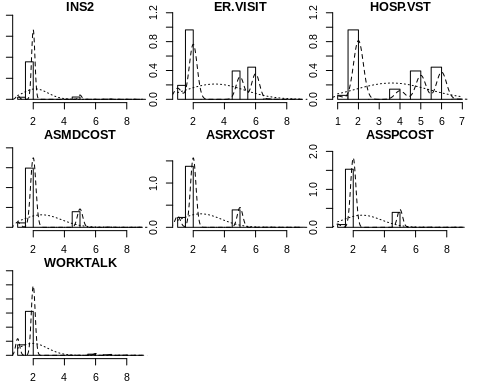 INS2 ER.VISIT HOSP.VST
0.0 0.4 0.8 1.2 0.0 0.4 0.8 1.2
2 4 6 8 2 4 6 8 1 2 3 4 5 6 7
ASMDCOST ASRXCOST ASSPCOST
0.0 1.0 0.0 1.0 2.0
2 4 6 8 2 4 6 8 2 4 6 8
WORKTALK
2 4 6 8